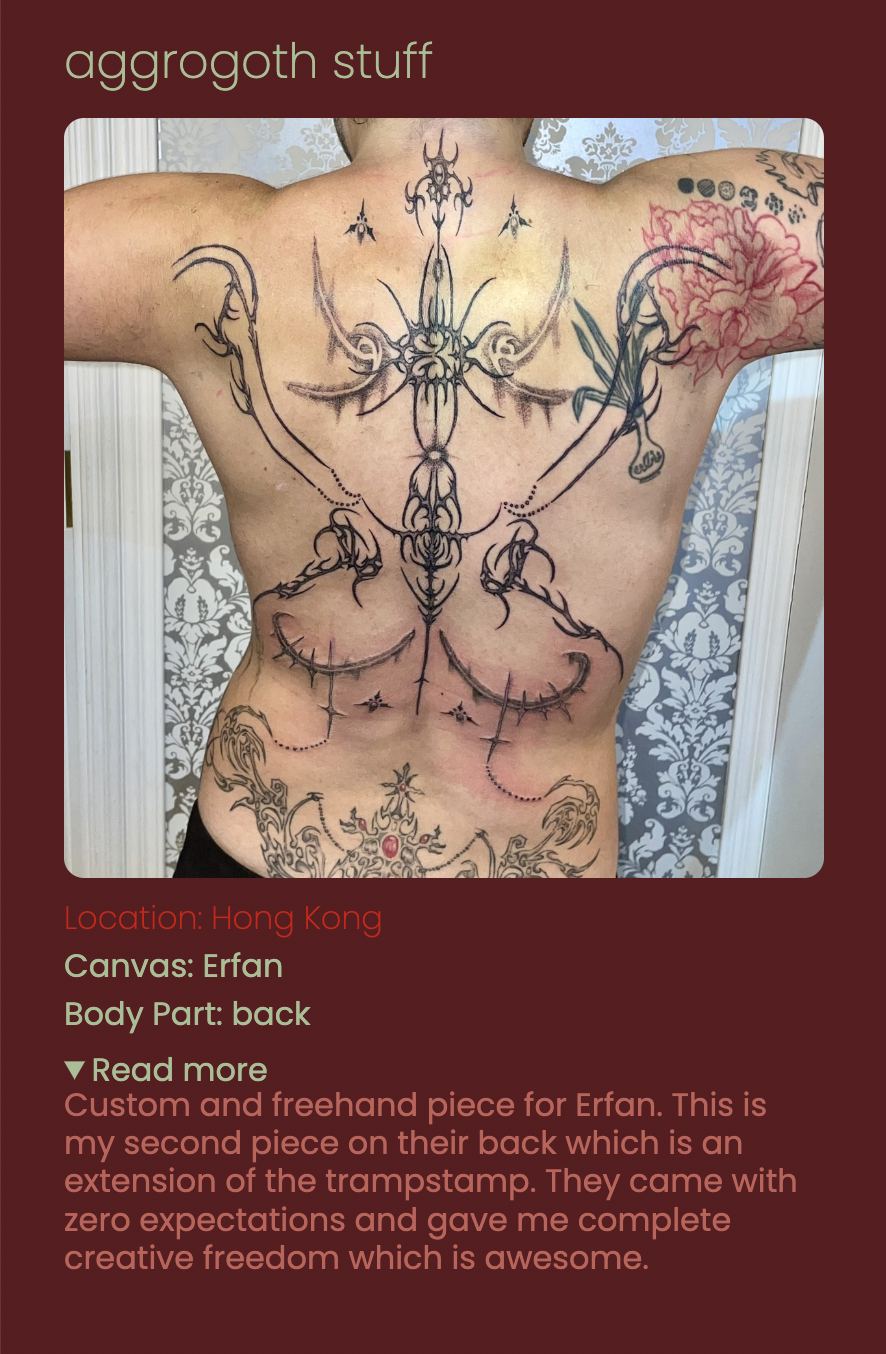 aggrogoth stuff
Location: Hong Kong
Canvas: Erfan
Body Part: back
▼ Read more
Custom and freehand piece for Erfan. This is
my second piece on their back which is an
extension of the trampstamp. They came with
zero expectations and gave me complete
creative freedom which is awesome.